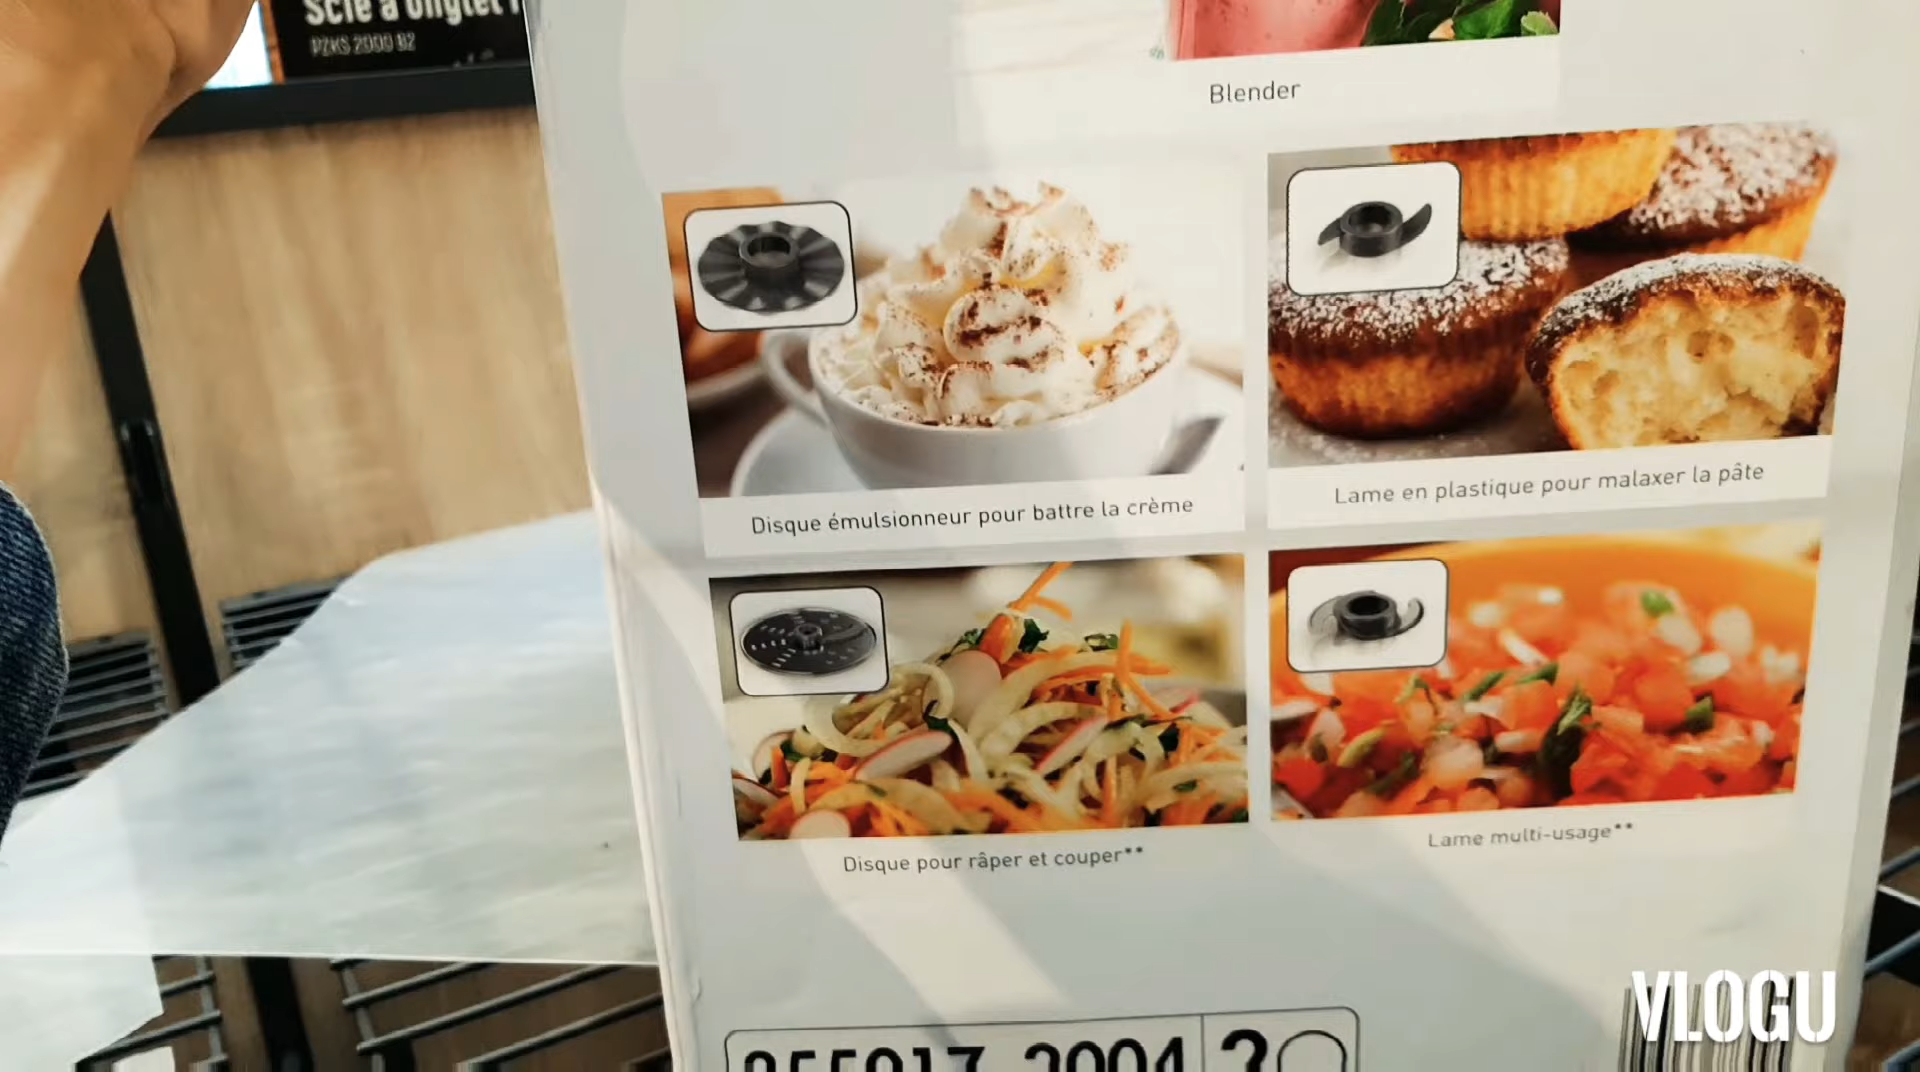 Scie à onglet
PZKS 2000 B2
Blender
Disque émulsionneur pour battre la crème
Lame en plastique pour malaxer la pâte
Disque pour râper et couper**
Lame multi-usage**
VLOGU